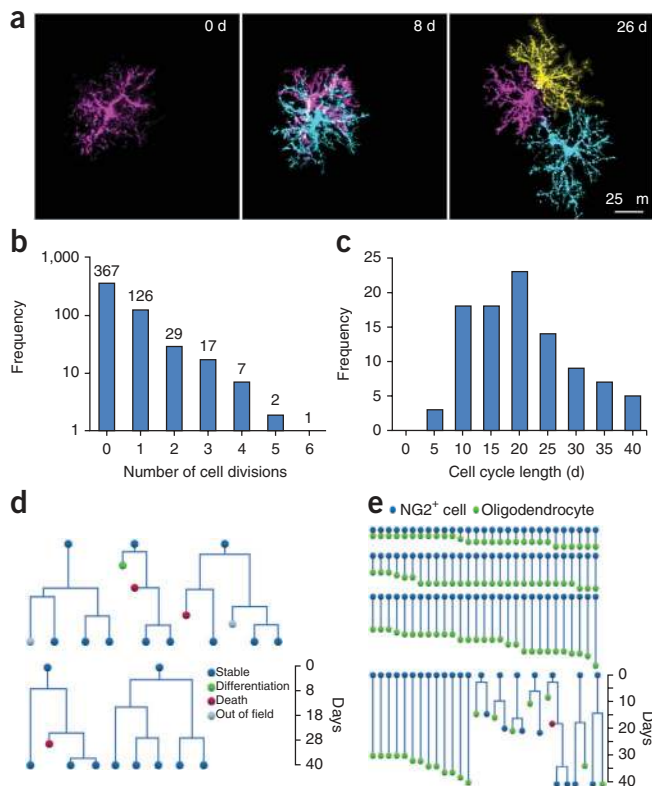 a
0 d
8 d
26 d
25 m
b
Frequency
1,000
100
10
1
367
126
29
17
7
2
1
0 1 2 3 4 5 6
Number of cell divisions
c
Frequency
25
20
15
10
5
0
0 5 10 15 20 25 30 35 40
Cell cycle length (d)
d
Stable
Differentiation
Death
Out of field
0
8
18
28
40
Days
e
NG2+ cell Oligodendrocyte
0
10
20
30
40
Days